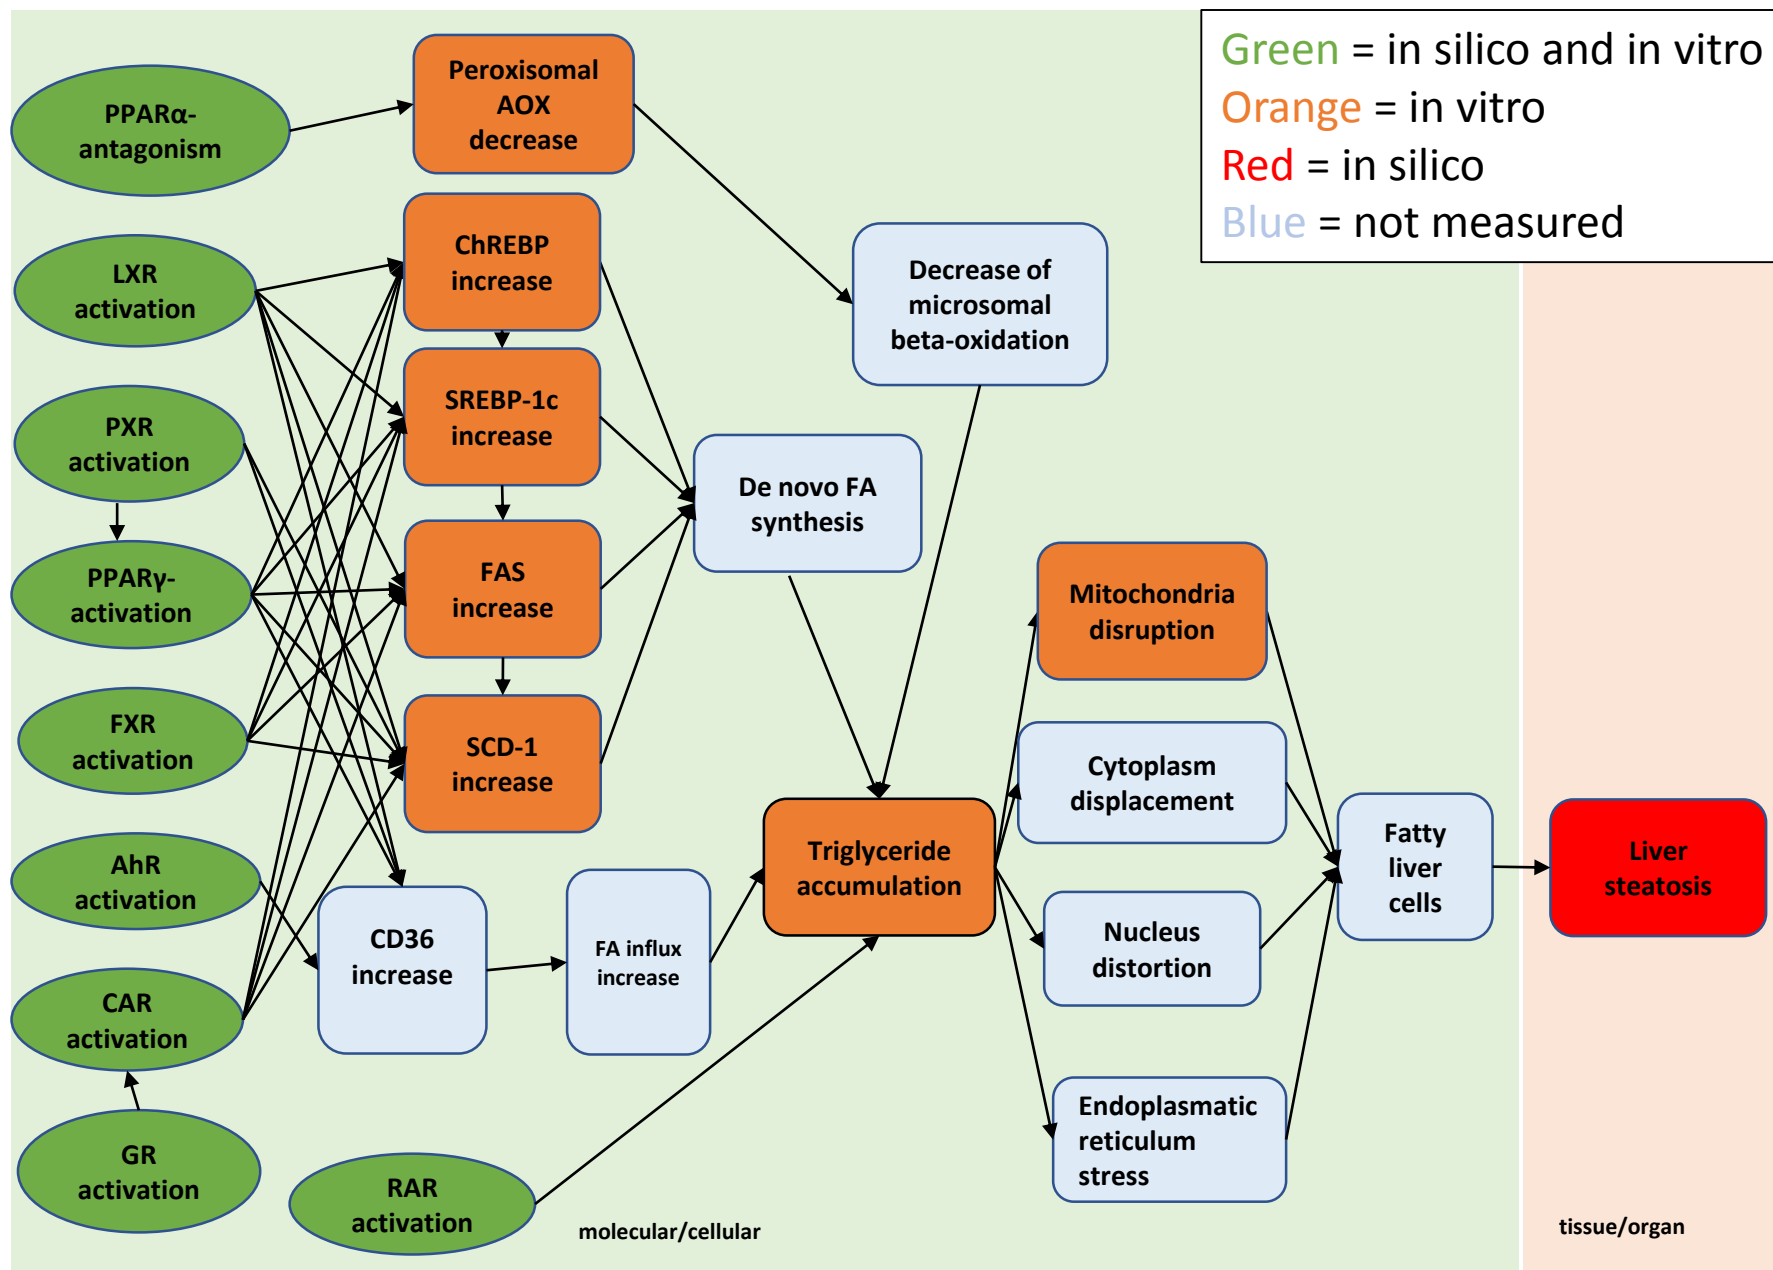 Green = in silico and in vitro
Orange = in vitro
Red = in silico
Blue = not measured
PPARα-
antagonism
Peroxisomal
AOX
decrease
LXR
activation
ChREBP
increase
Decrease of
microsomal
beta-oxidation
PXR
activation
SREBP-1c
increase
De novo FA
synthesis
PPARγ-
activation
FAS
increase
Mitochondria
disruption
FXR
activation
SCD-1
increase
Cytoplasm
displacement
AhR
activation
Triglyceride
accumulation
Fatty
liver
cells
Liver
steatosis
CD36
increase
FA influx
increase
Nucleus
distortion
CAR
activation
Endoplasmatic
reticulum
stress
GR
activation
RAR
activation
molecular/cellular
tissue/organ